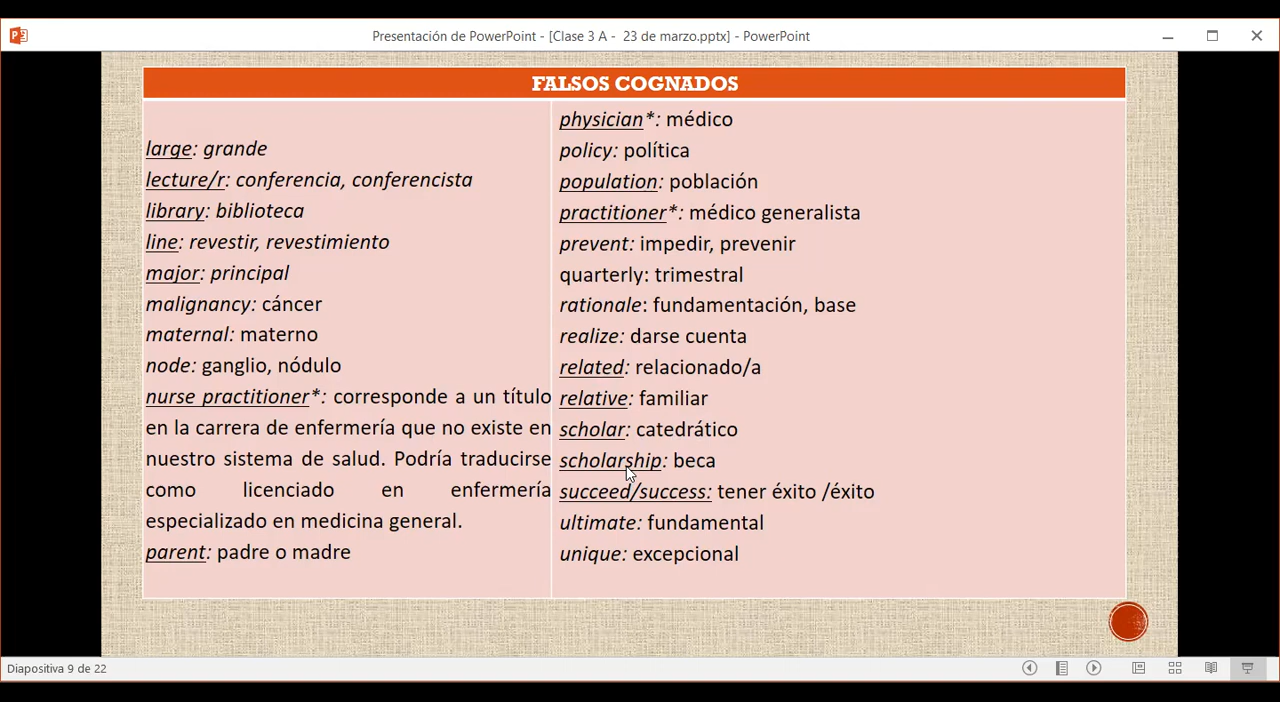 Presentación de PowerPoint - [Clase 3 A - 23 de marzo.pptx] - PowerPoint
FALSOS COGNADOS
large: grande
lecture/r: conferencia, conferencista
library: biblioteca
line: revestir, revestimiento
major: principal
malignancy: cáncer
maternal: materno
node: ganglio, nódulo
nurse practitioner*: corresponde a un título
en la carrera de enfermería que no existe en
nuestro sistema de salud. Podría traducirse
como licenciado en enfermería
especializado en medicina general.
parent: padre o madre
physician*: médico
policy: política
population: población
practitioner*: médico generalista
prevent: impedir, prevenir
quarterly: trimestral
rationale: fundamentación, base
realize: darse cuenta
related: relacionado/a
relative: familiar
scholar: catedrático
scholarship: beca
succeed/success: tener éxito /éxito
ultimate: fundamental
unique: excepcional
Diapositiva 9 de 22